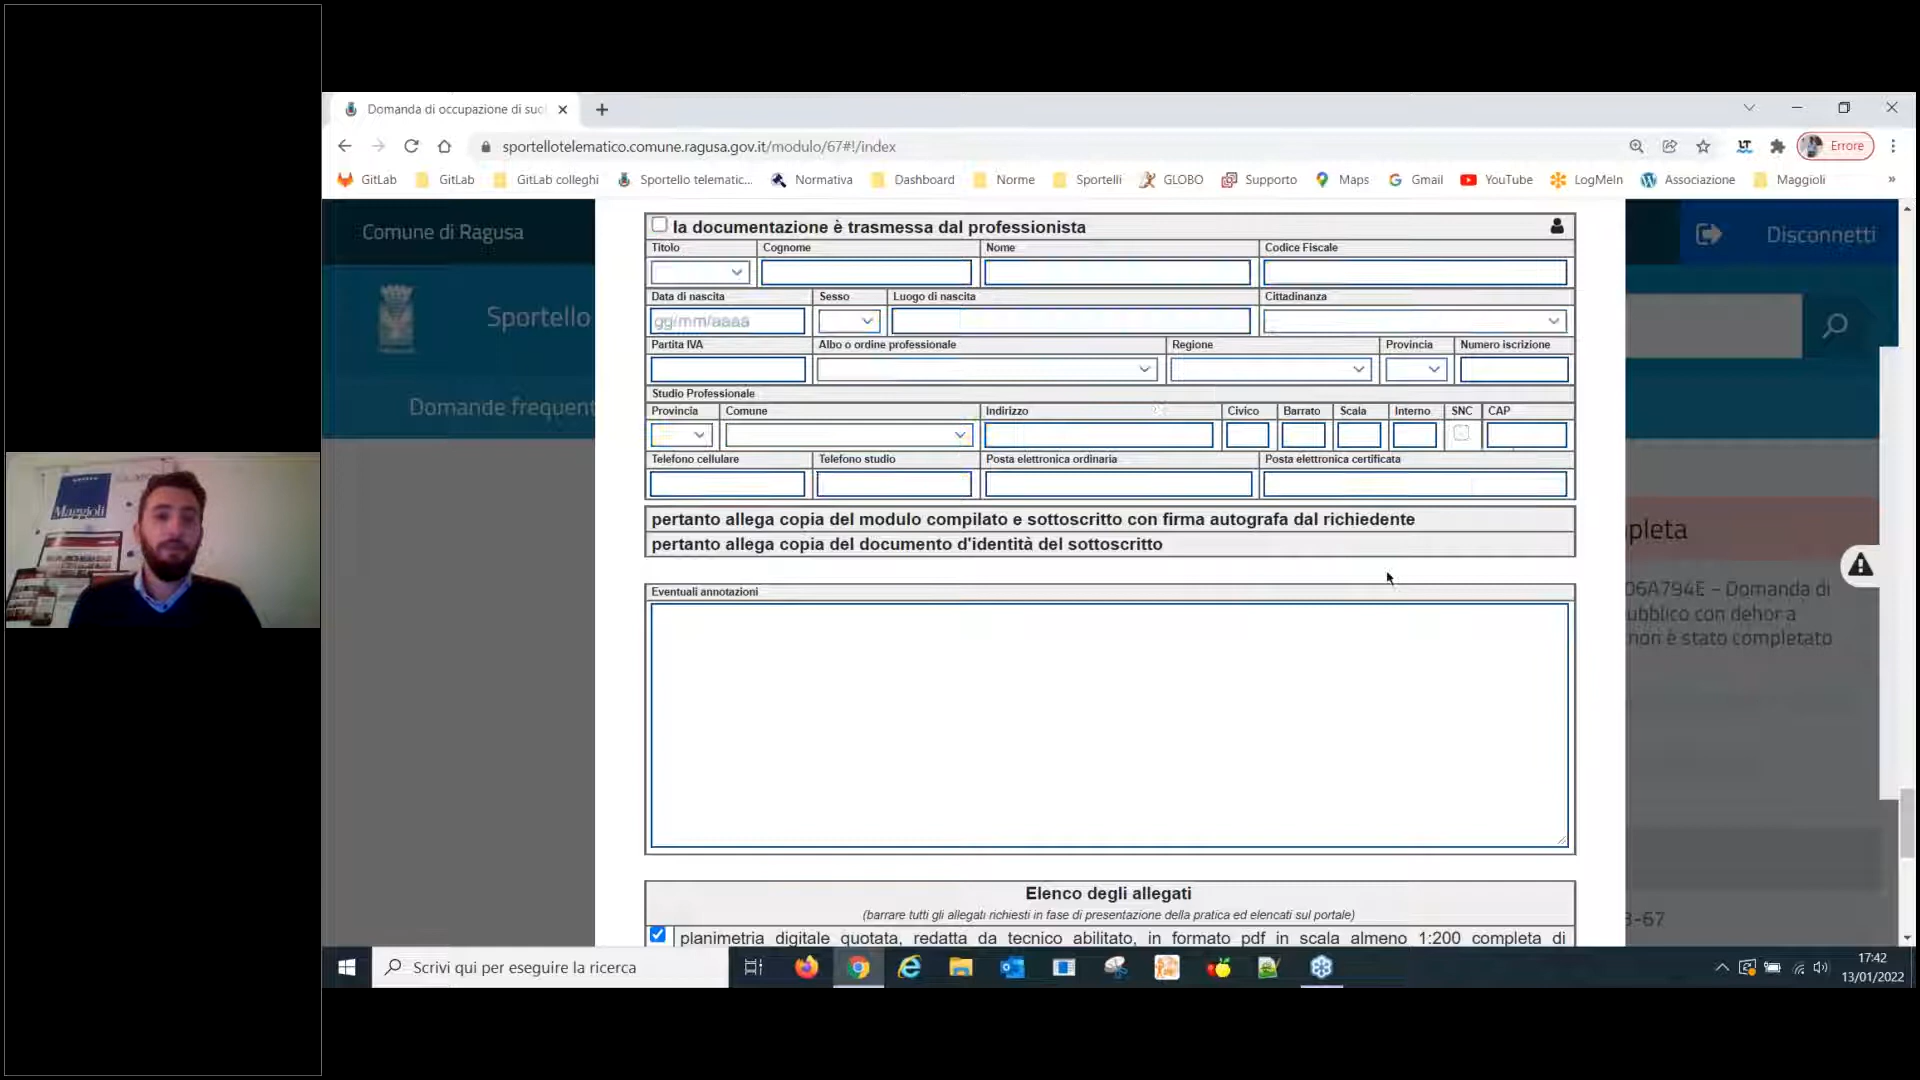 Domanda di occupazione di suo
sportellotelematico.comune.ragusa.gov.it/modulo/67#!/index
Errore
GitLab
GitLab
GitLab colleghi
Sportello telematic...
Normativa
Dashboard
Norme
Sportelli
GLOBO
Supporto
Maps
Gmail
YouTube
LogMeIn
Associazione
Maggioli
»
Comune di Ragusa
Disconnetti
Sportello
Domande frequent
la documentazione è trasmessa dal professionista
Titolo Cognome Nome Codice Fiscale
Data di nascita Sesso Luogo di nascita Cittadinanza
gg/mm/aaaa
Partita IVA Albo o ordine professionale Regione Provincia Numero iscrizione
Studio Professionale
Provincia Comune Indirizzo Civico Barrato Scala Interno SNC CAP
Telefono cellulare Telefono studio Posta elettronica ordinaria Posta elettronica certificata
pertanto allega copia del modulo compilato e sottoscritto con firma autografa dal richiedente
pertanto allega copia del documento d'identità del sottoscritto
Eventuali annotazioni
Elenco degli allegati
(barrare tutti gli allegati richiesti in fase di presentazione della pratica ed elencati sul portale)
planimetria digitale quotata, redatta da tecnico abilitato, in formato pdf in scala almeno 1:200 completa di
pleta
06A794E – Domanda di
ubblico con dehor a
non è stato completato
3-67
Maggioli
Scrivi qui per eseguire la ricerca
17:42
13/01/2022